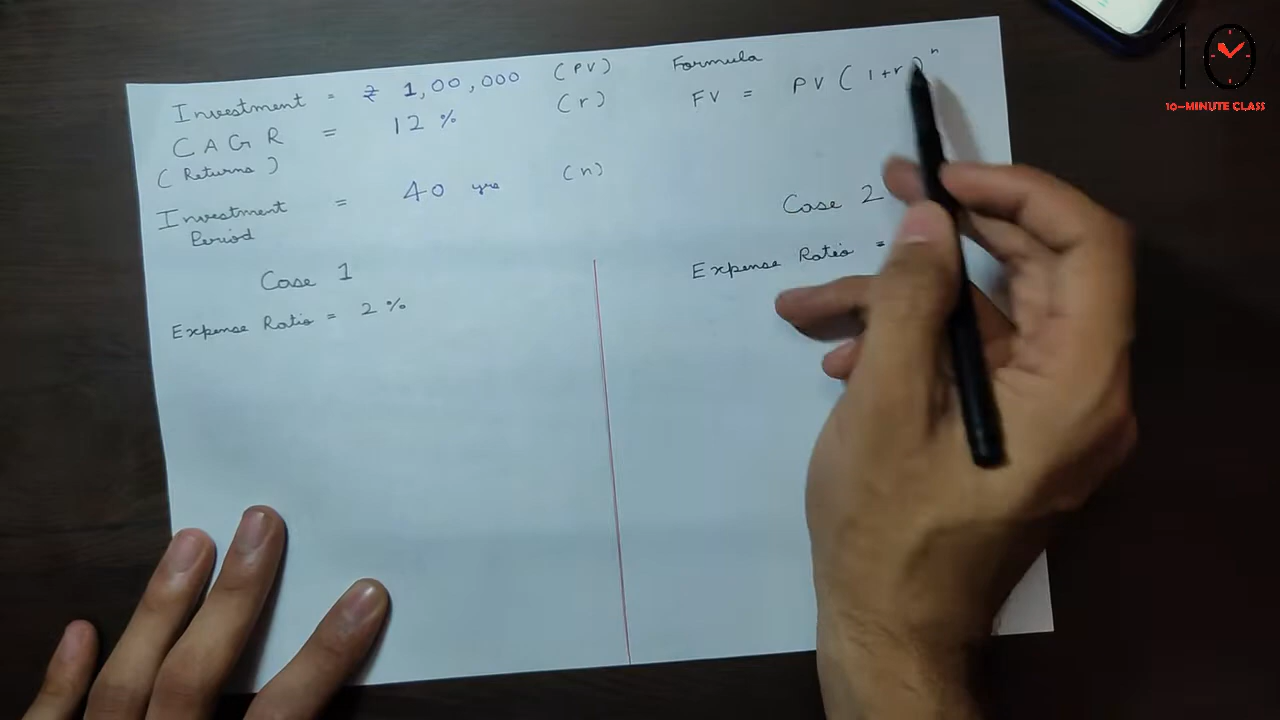 Investment = ₹ 1,00,000 (PV)
CAGR = 12 % (r)
(Returns)
Investment = 40 yrs (n)
Period
Formula
FV = PV ( 1+r )ⁿ
Case 1
Expense Ratio = 2 %
Case 2
Expense Ratio =
10
10-MINUTE CLASS